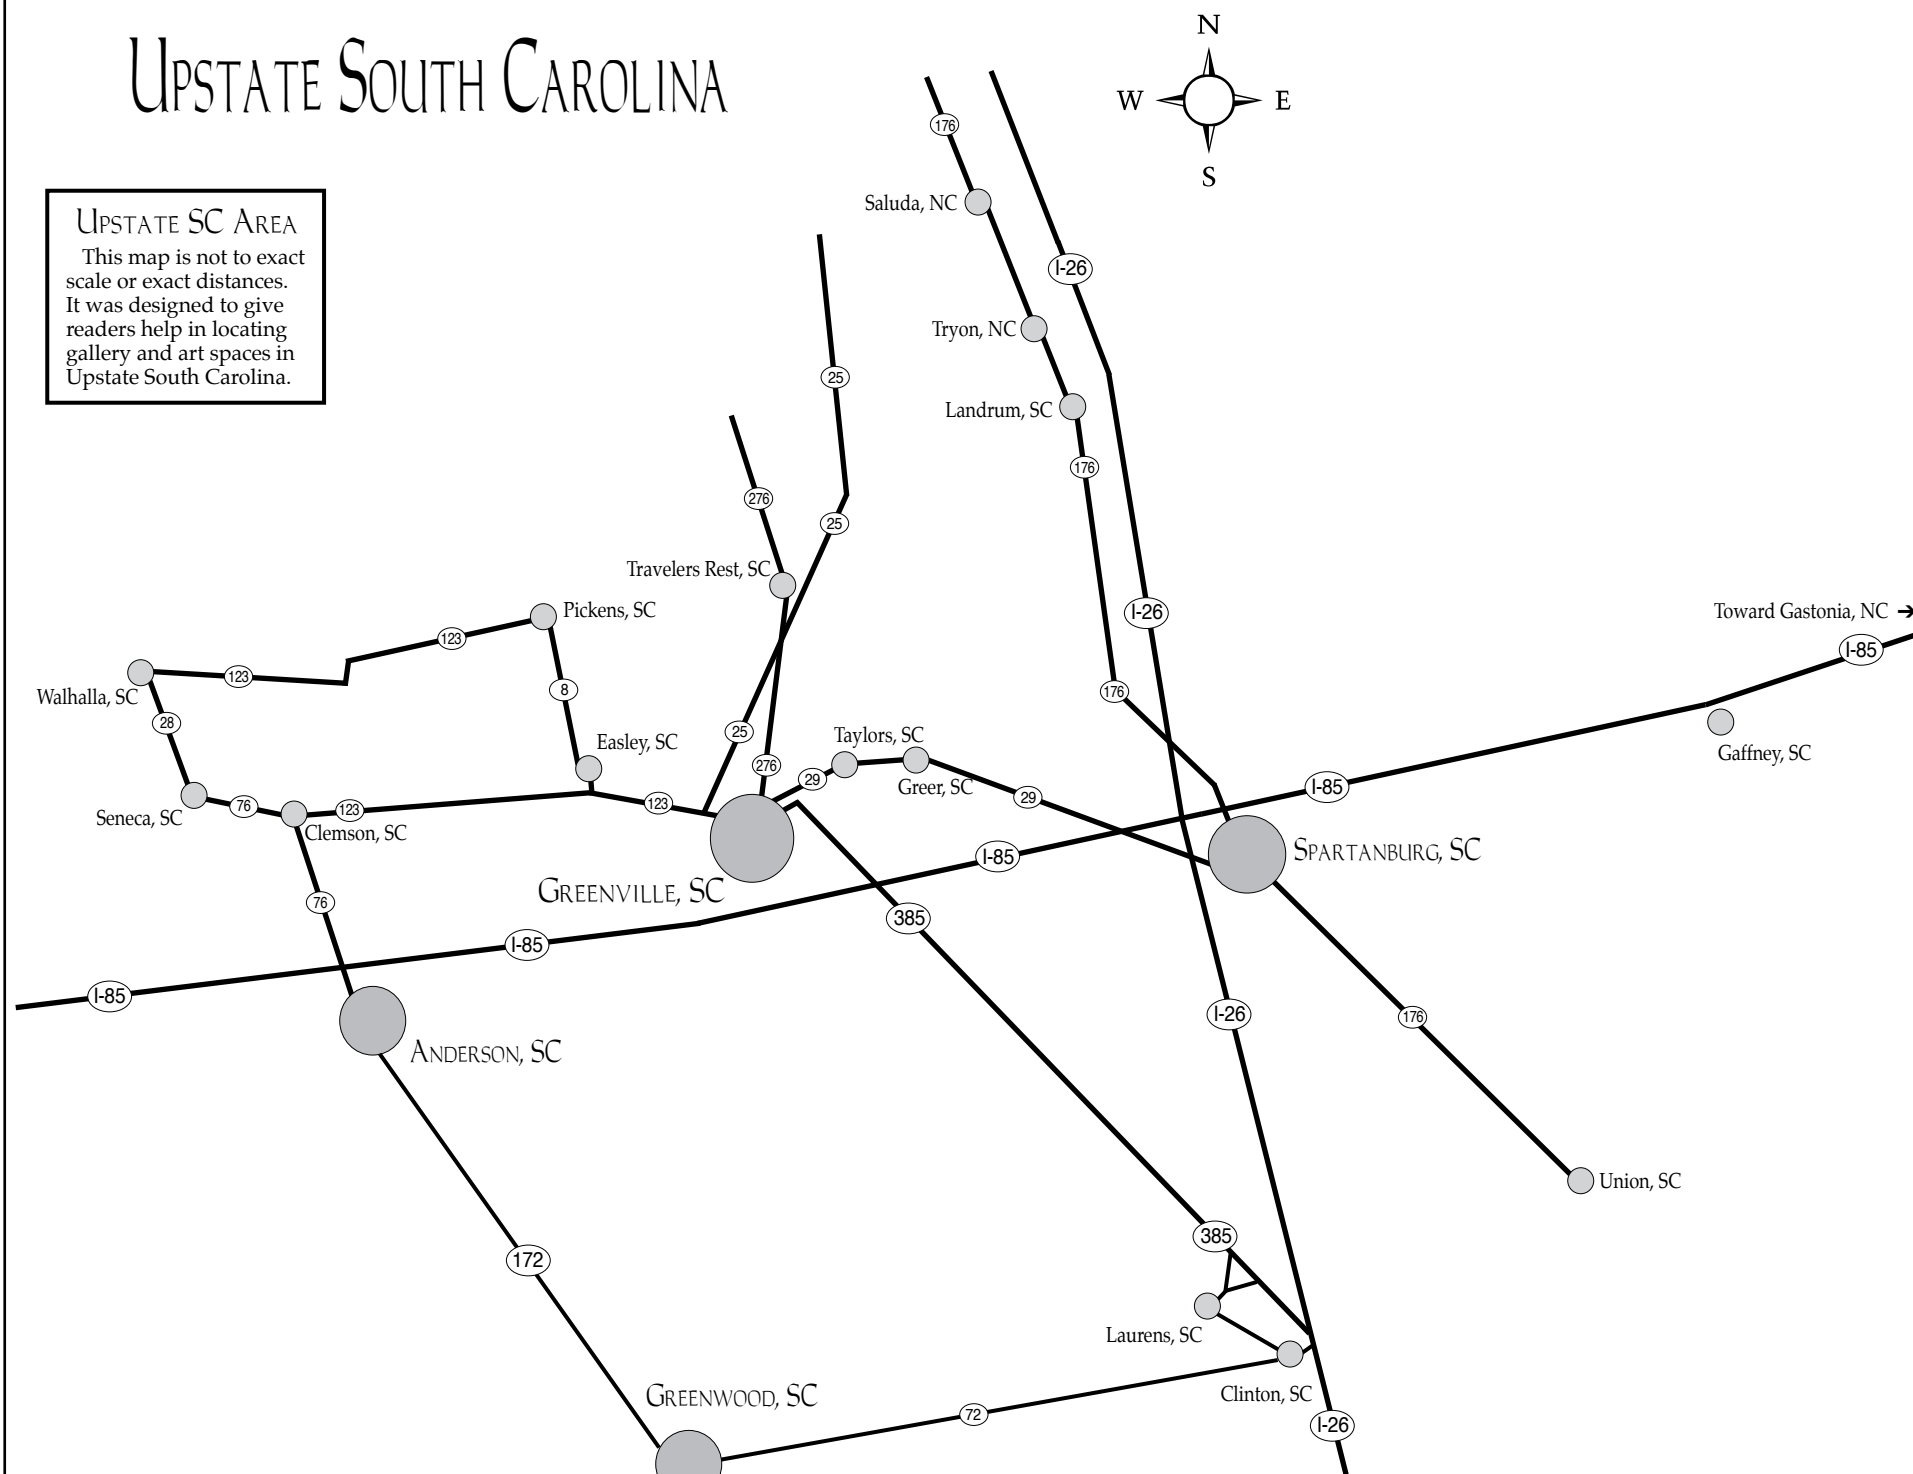 UPSTATE SOUTH CAROLINA
N
W E
S
UPSTATE SC AREA
This map is not to exact
scale or exact distances.
It was designed to give
readers help in locating
gallery and art spaces in
Upstate South Carolina.
176
Saluda, NC
I-26
Tryon, NC
25
Landrum, SC
176
276
25
Travelers Rest, SC
Pickens, SC
I-26
Toward Gastonia, NC →
123
I-85
123
Walhalla, SC
8
176
28
25
Easley, SC
Taylors, SC
Gaffney, SC
276
29
Greer, SC
I-85
29
Seneca, SC
76
123
123
Clemson, SC
SPARTANBURG, SC
I-85
GREENVILLE, SC
76
385
I-85
I-85
I-26
176
ANDERSON, SC
Union, SC
385
172
Laurens, SC
Clinton, SC
GREENWOOD, SC
72
I-26